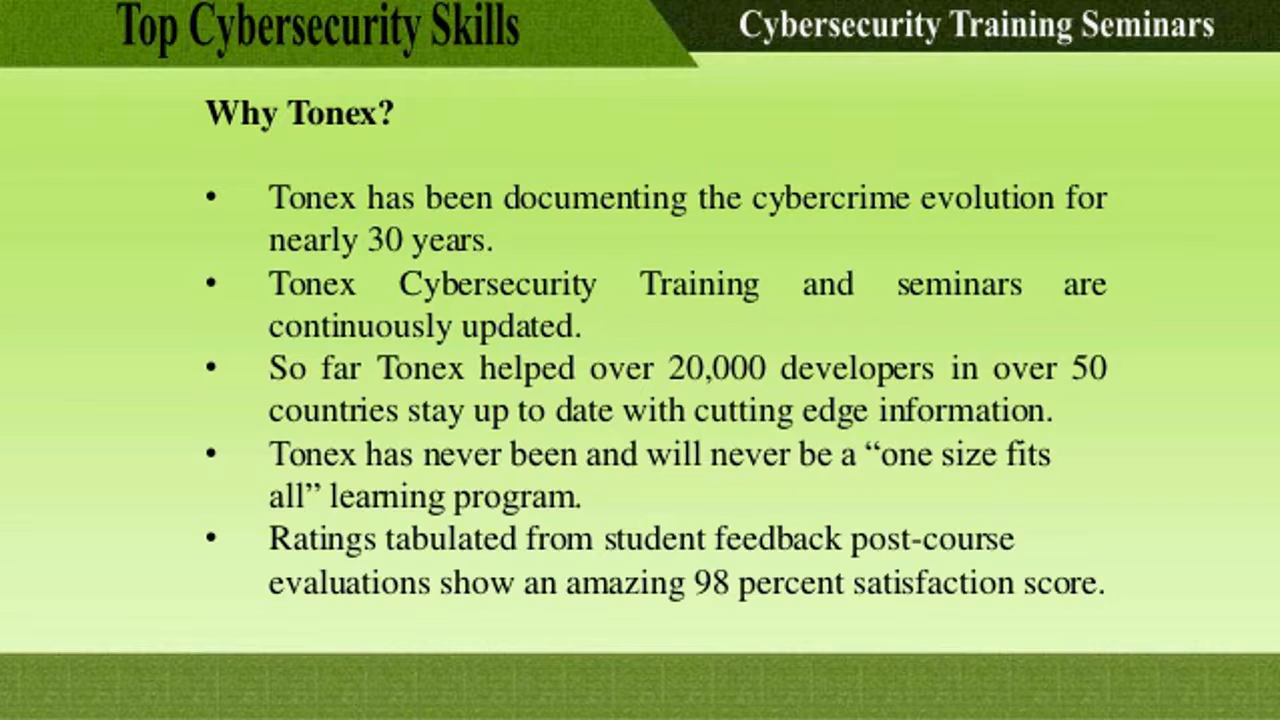 Top Cybersecurity Skills
Cybersecurity Training Seminars
Why Tonex?
• Tonex has been documenting the cybercrime evolution for
nearly 30 years.
• Tonex Cybersecurity Training and seminars are
continuously updated.
• So far Tonex helped over 20,000 developers in over 50
countries stay up to date with cutting edge information.
• Tonex has never been and will never be a “one size fits
all” learning program.
• Ratings tabulated from student feedback post-course
evaluations show an amazing 98 percent satisfaction score.